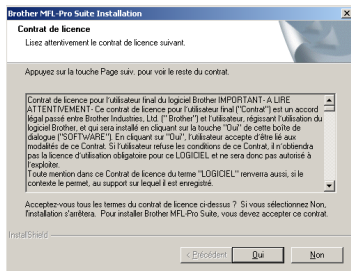 Brother MFL-Pro Suite Installation
Contrat de licence
Lisez attentivement le contrat de licence suivant.
Appuyez sur la touche Page suiv. pour voir le reste du contrat.
Contrat de licence pour l'utilisateur final du logiciel Brother IMPORTANT- A LIRE
ATTENTIVEMENT- Ce contrat de licence pour l'utilisateur final ("Contrat") est un accord
légal passé entre Brother Industries, Ltd. (" Brother") et l'utilisateur, régissant l'utilisation du
logiciel Brother, et qui sera installé en cliquant sur la touche "Oui" de cette boîte de
dialogue ("SOFTWARE"). En cliquant sur "Oui", l'utilisateur accepte d'être lié aux
modalités de ce Contrat. Si l'utilisateur refuse les conditions de ce Contrat, il n'obtiendra
pas la licence d'utilisation obligatoire pour ce LOGICIEL et ne sera donc pas autorisé à
l'exploiter.
Toute mention dans ce Contrat de licence du terme "LOGICIEL" renverra aussi, si le
contexte le permet, au support sur lequel il est enregistré.
Acceptez-vous tous les termes du contrat de licence ci-dessus ? Si vous sélectionnez Non,
l'installation s'arrêtera. Pour installer Brother MFL-Pro Suite, vous devez accepter ce contrat.
InstallShield
< Précédent
Oui
Non